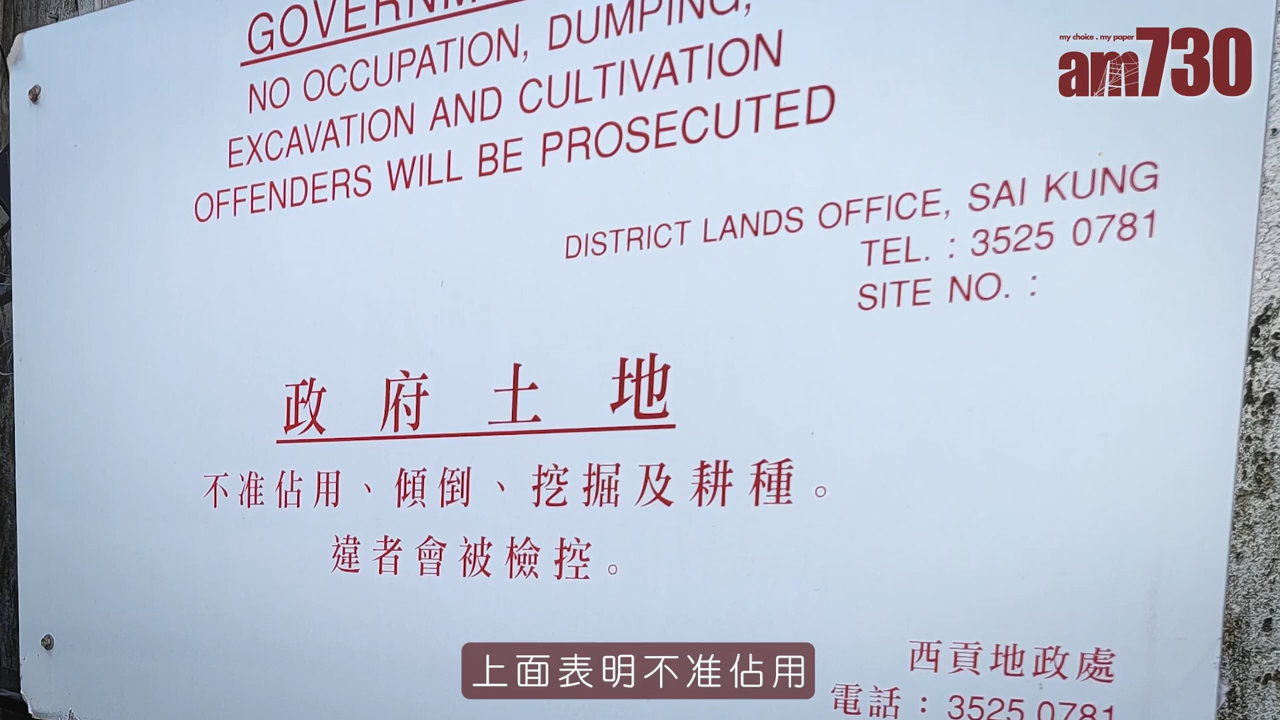 my choice . my paper
am730
NO OCCUPATION, DUMPING,
EXCAVATION AND CULTIVATION
OFFENDERS WILL BE PROSECUTED
DISTRICT LANDS OFFICE, SAI KUNG
TEL. : 3525 0781
SITE NO. :
政府土地
不准佔用、傾倒、挖掘及耕種。
違者會被檢控。
上面表明不准佔用
西貢地政處
電話：3525 0781